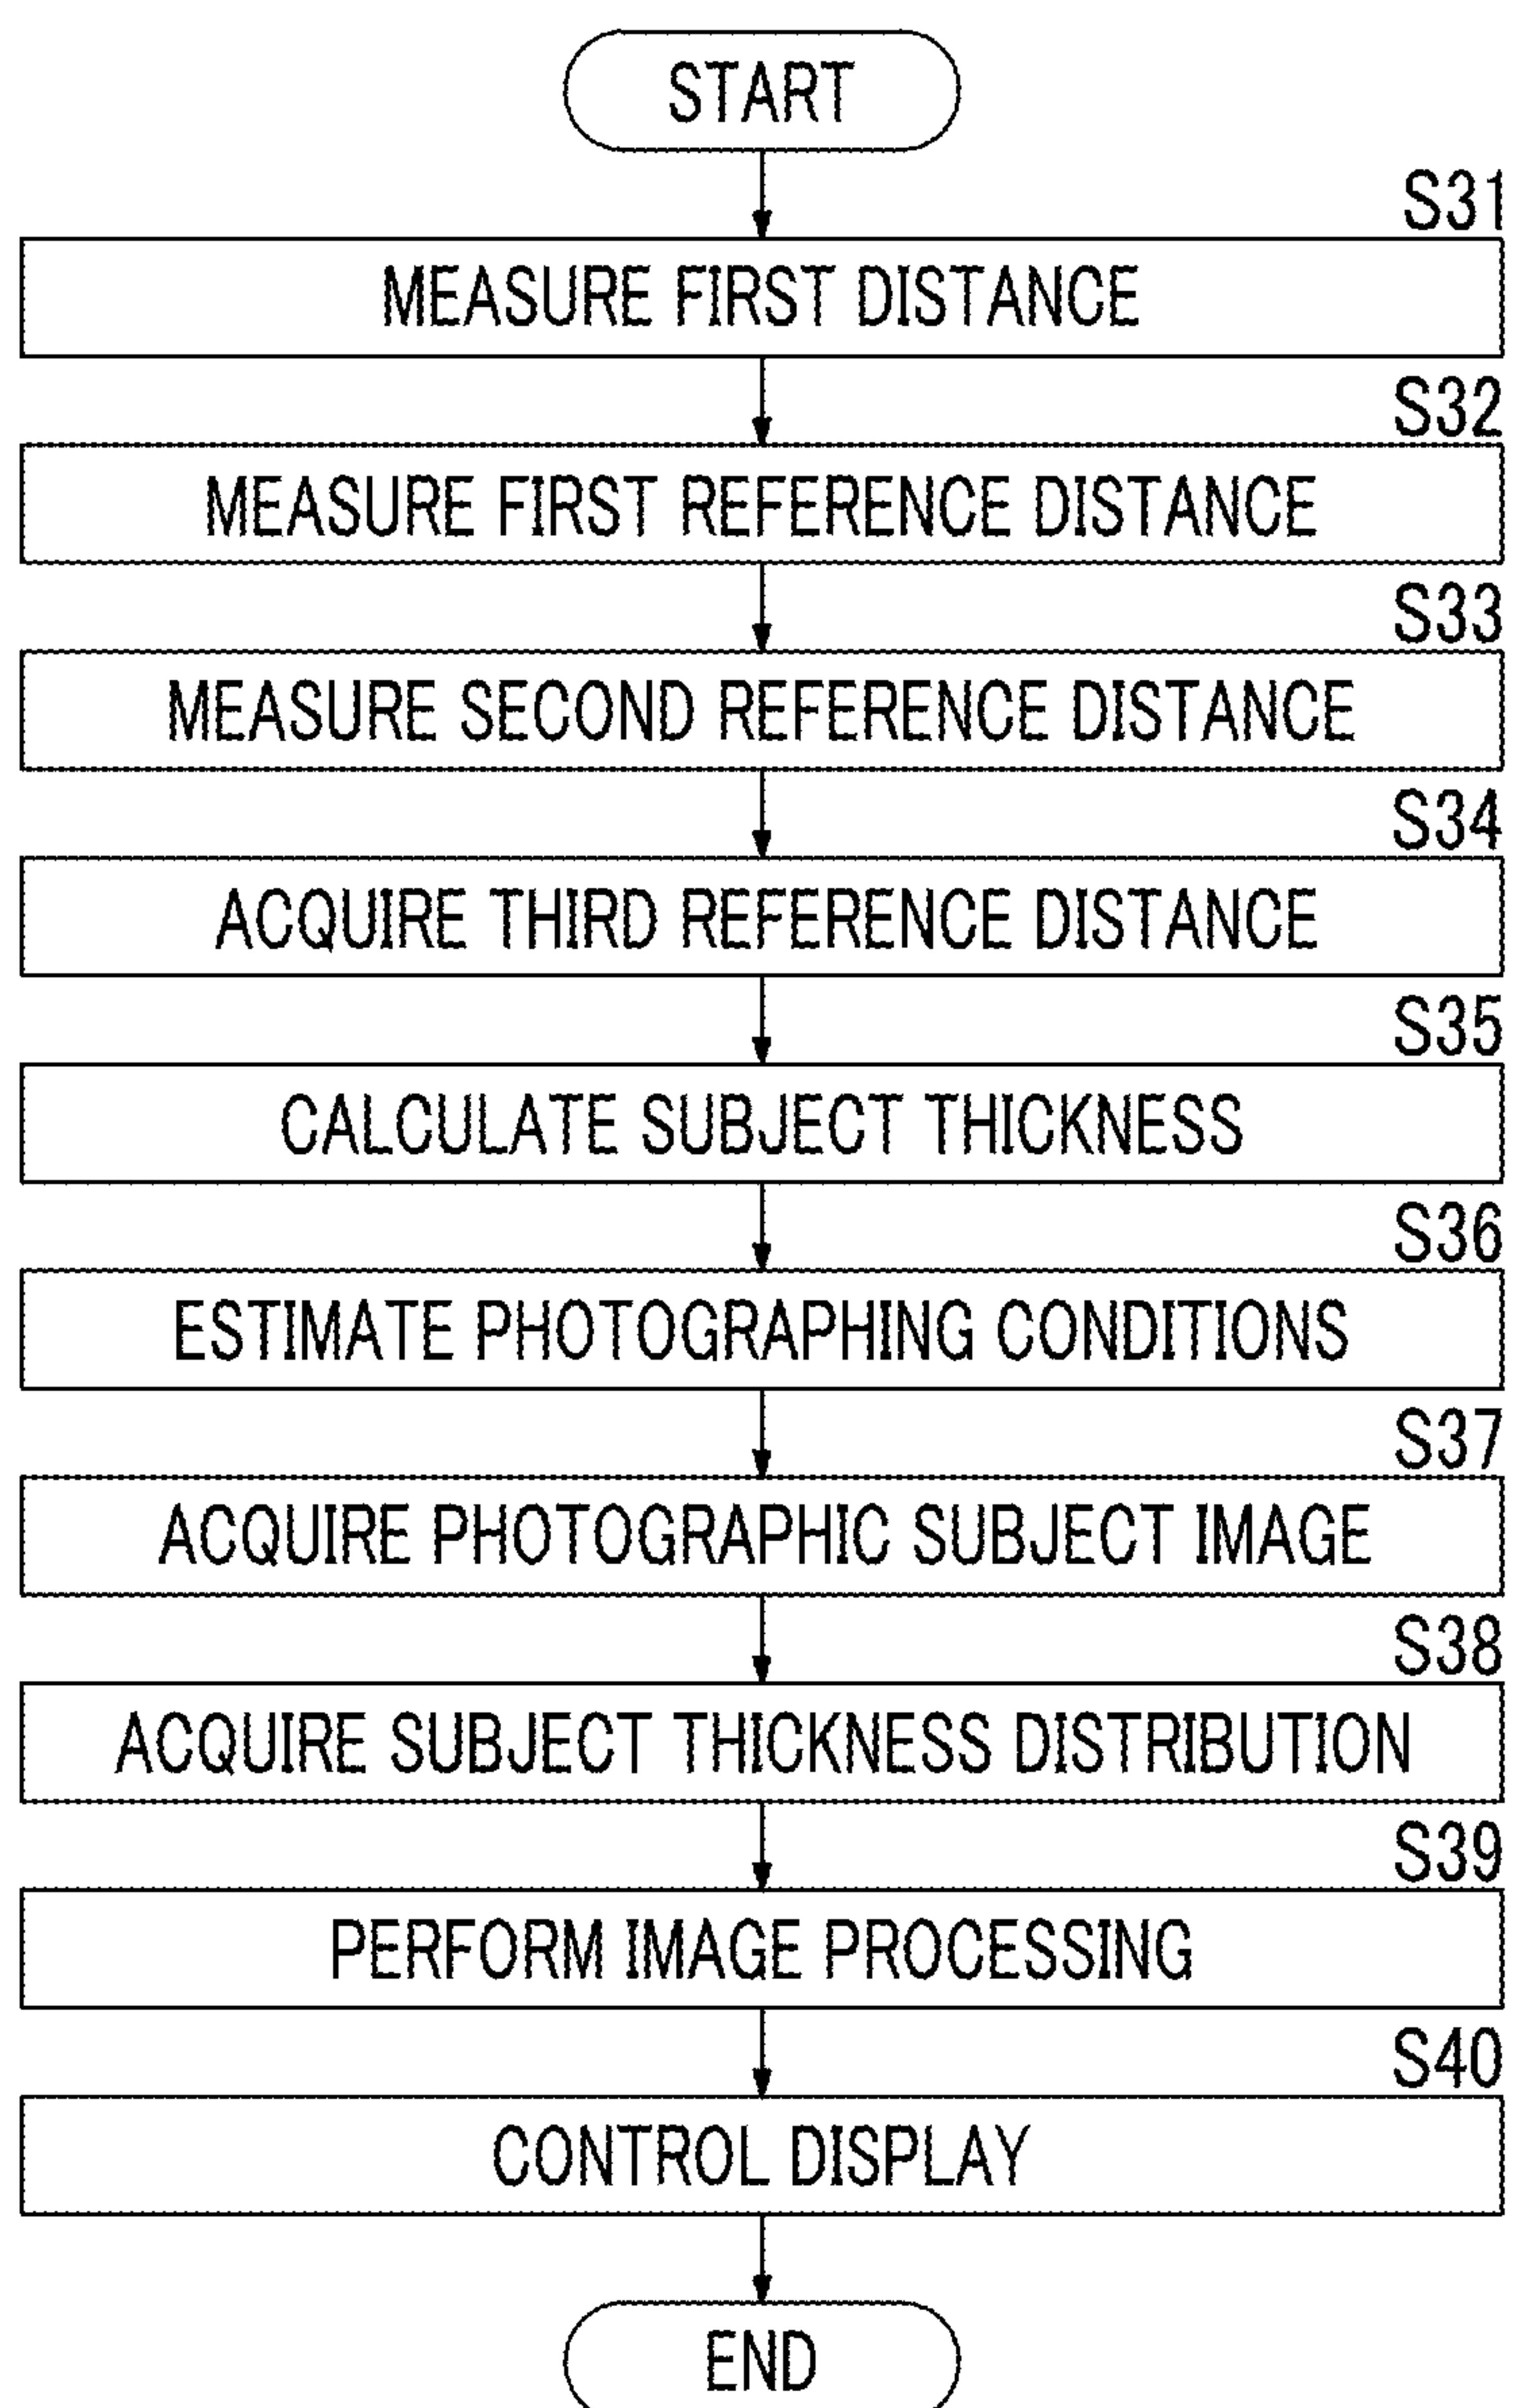 START
S31
MEASURE FIRST DISTANCE
S32
MEASURE FIRST REFERENCE DISTANCE
S33
MEASURE SECOND REFERENCE DISTANCE
S34
ACQUIRE THIRD REFERENCE DISTANCE
S35
CALCULATE SUBJECT THICKNESS
S36
ESTIMATE PHOTOGRAPHING CONDITIONS
S37
ACQUIRE PHOTOGRAPHIC SUBJECT IMAGE
S38
ACQUIRE SUBJECT THICKNESS DISTRIBUTION
S39
PERFORM IMAGE PROCESSING
S40
CONTROL DISPLAY
END